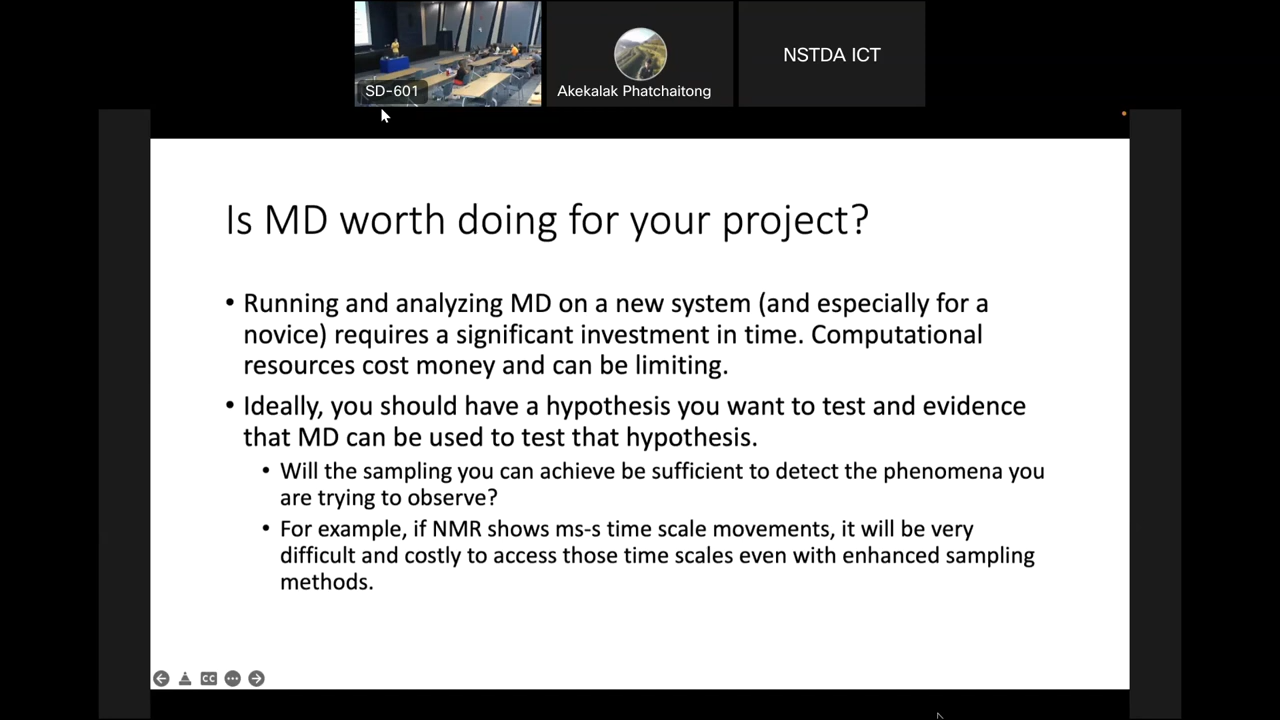 SD-601
Akekalak Phatchaitong
NSTDA ICT
Is MD worth doing for your project?
• Running and analyzing MD on a new system (and especially for a
novice) requires a significant investment in time. Computational
resources cost money and can be limiting.
• Ideally, you should have a hypothesis you want to test and evidence
that MD can be used to test that hypothesis.
• Will the sampling you can achieve be sufficient to detect the phenomena you
are trying to observe?
• For example, if NMR shows ms-s time scale movements, it will be very
difficult and costly to access those time scales even with enhanced sampling
methods.
CC